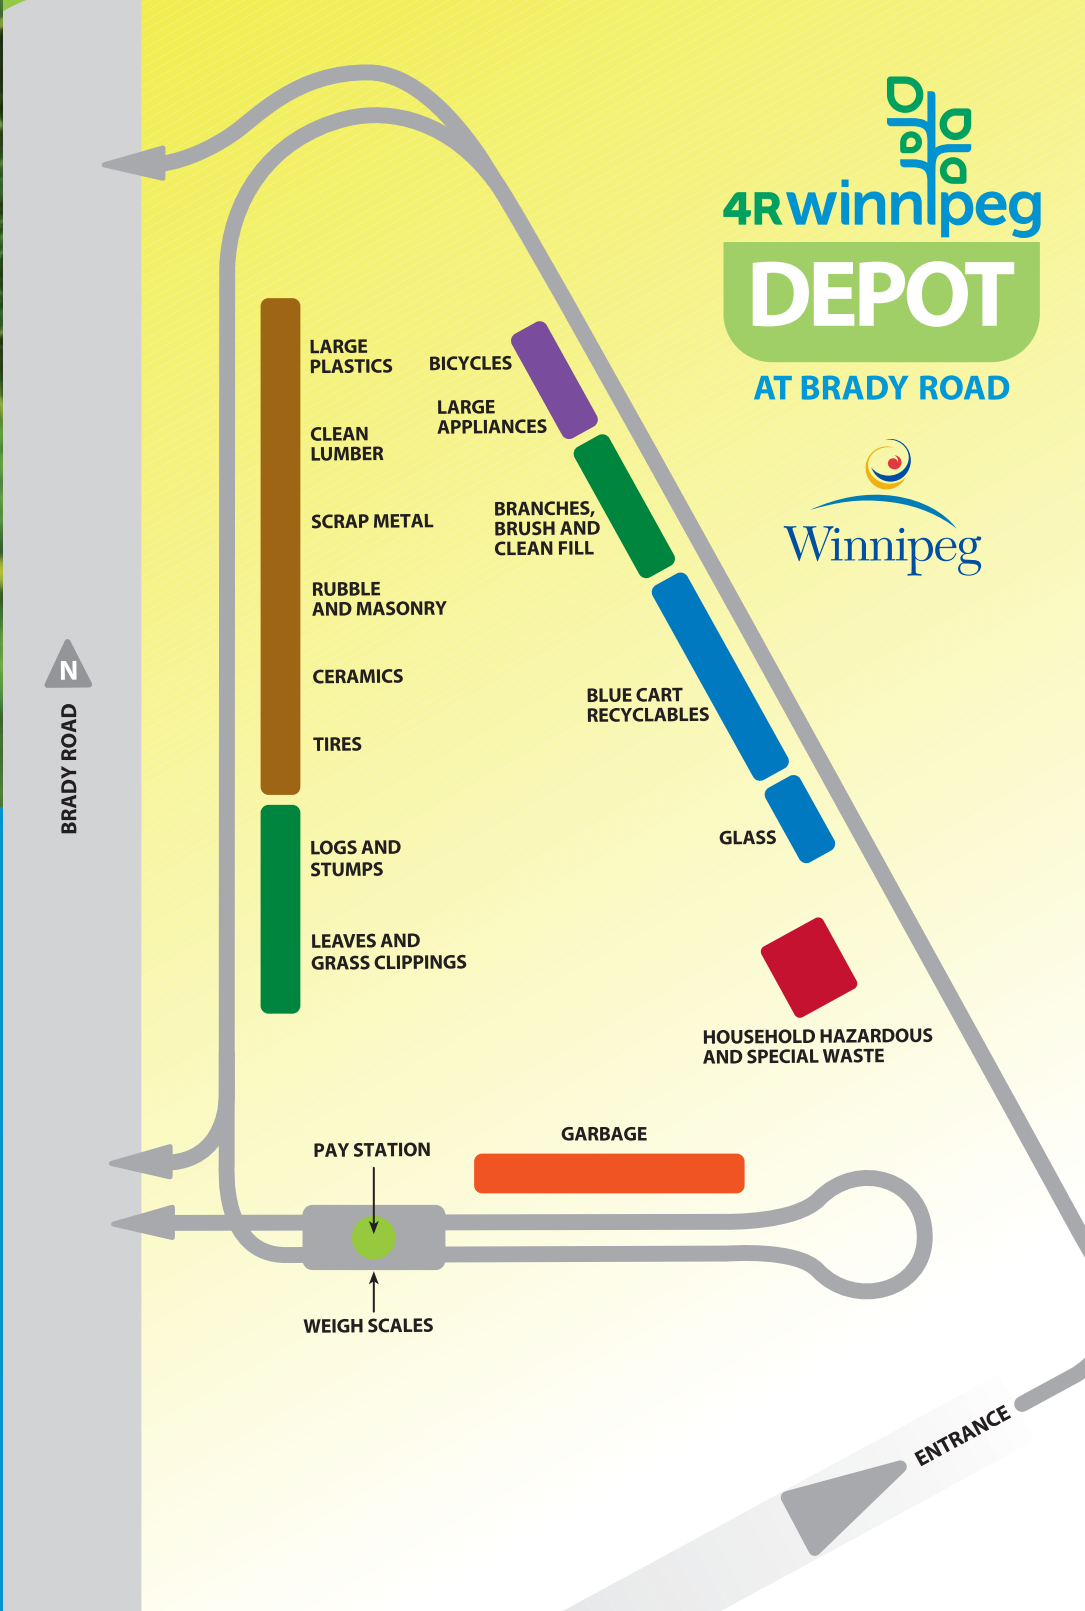 4R winnipeg
DEPOT
AT BRADY ROAD
Winnipeg
LARGE
PLASTICS
BICYCLES
LARGE
APPLIANCES
CLEAN
LUMBER
SCRAP METAL
BRANCHES,
BRUSH AND
CLEAN FILL
RUBBLE
AND MASONRY
CERAMICS
BLUE CART
RECYCLABLES
TIRES
N
BRADY ROAD
GLASS
LOGS AND
STUMPS
LEAVES AND
GRASS CLIPPINGS
HOUSEHOLD HAZARDOUS
AND SPECIAL WASTE
GARBAGE
PAY STATION
WEIGH SCALES
ENTRANCE